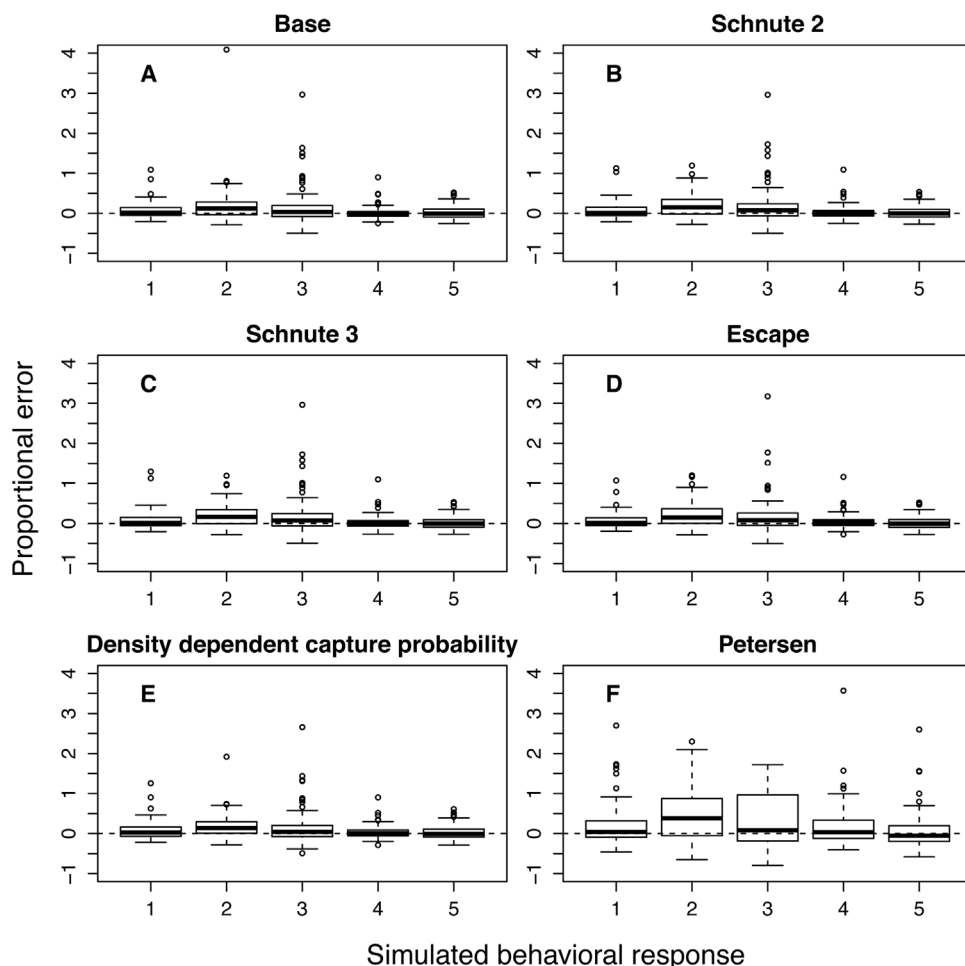 Base
Schnute 2
A
4
3
2
1
0
−1
1 2 3 4 5
B
4
3
2
1
0
−1
1 2 3 4 5
Schnute 3
Escape
C
4
3
2
1
0
−1
1 2 3 4 5
D
4
3
2
1
0
−1
1 2 3 4 5
Proportional error
Density dependent capture probability
Petersen
E
4
3
2
1
0
−1
1 2 3 4 5
F
4
3
2
1
0
−1
1 2 3 4 5
Simulated behavioral response